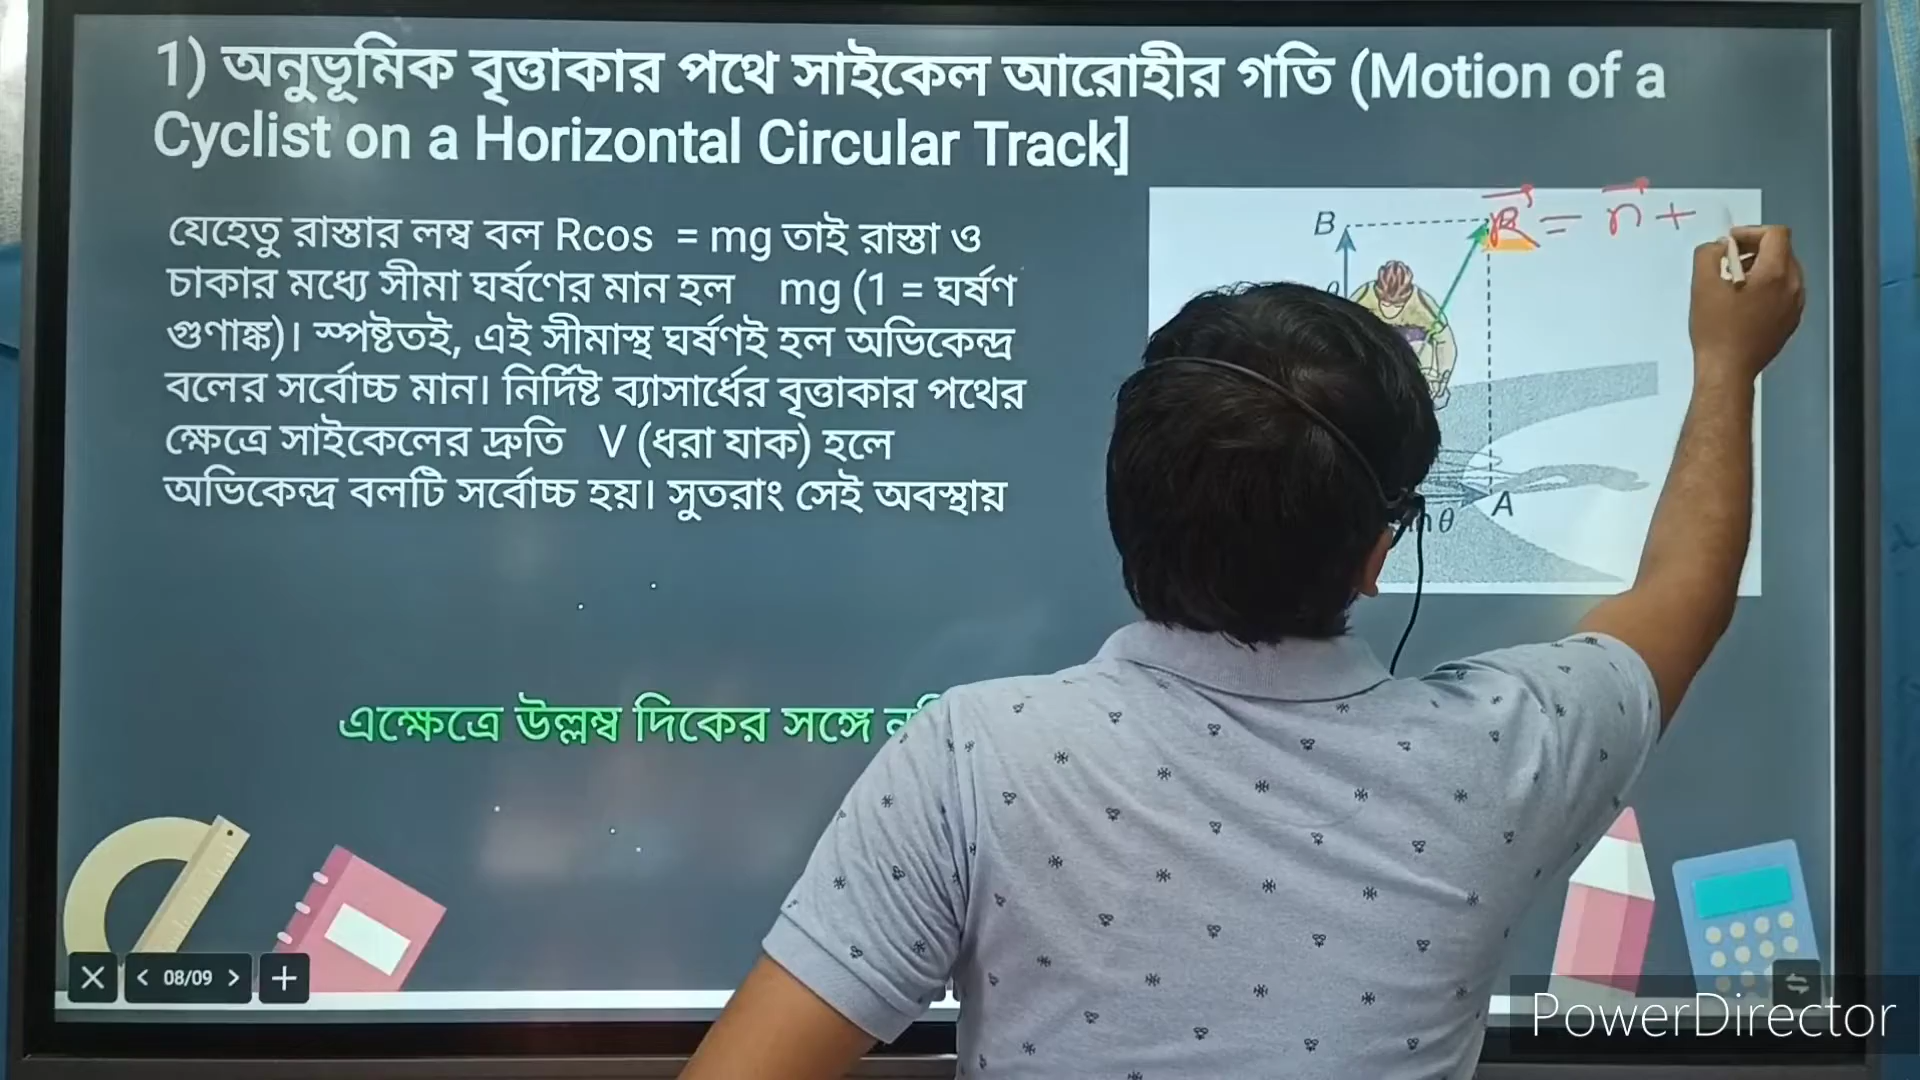 1) অনুভূমিক বৃত্তাকার পথে সাইকেল আরোহীর গতি (Motion of a
Cyclist on a Horizontal Circular Track]
যেহেতু রাস্তার লম্ব বল Rcos = mg তাই রাস্তা ও
চাকার মধ্যে সীমা ঘর্ষণের মান হল mg (1 = ঘর্ষণ
গুণাঙ্ক)। স্পষ্টতই, এই সীমাস্থ ঘর্ষণই হল অভিকেন্দ্র
বলের সর্বোচ্চ মান। নির্দিষ্ট ব্যাসার্ধের বৃত্তাকার পথের
ক্ষেত্রে সাইকেলের দ্রুতি V (ধরা যাক) হলে
অভিকেন্দ্র বলটি সর্বোচ্চ হয়। সুতরাং সেই অবস্থায়
B
R = n +
A
θ
এক্ষেত্রে উল্লম্ব দিকের সঙ্গে
08/09
PowerDirector